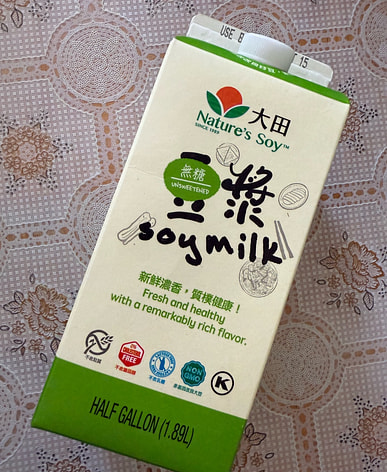 USE B
15
大田
Nature's Soy™
SINCE 1989
無糖
UNSWEETENED
豆漿
soymilk
新鮮濃香，質樸健康！
Fresh and healthy
with a remarkably rich flavor.
FREE
NON
GMO
K
HALF GALLON (1.89L)